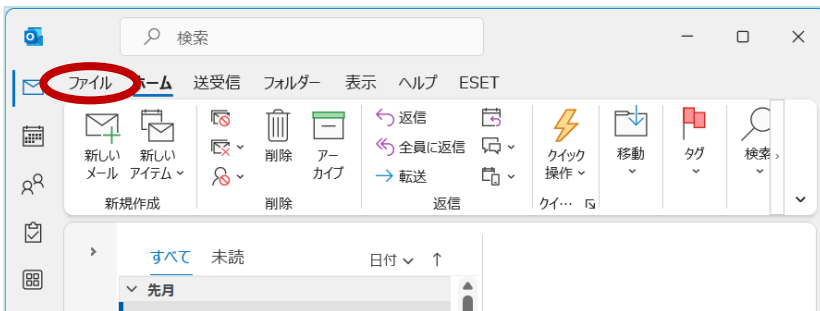 検索
ファイル ホーム 送受信 フォルダー 表示 ヘルプ ESET
新しい
メール
新しい
アイテム
新規作成
削除
アー
カイブ
削除
返信
全員に返信
転送
返信
クイック
操作
クイ…
移動
タグ
検索
すべて 未読 日付
先月